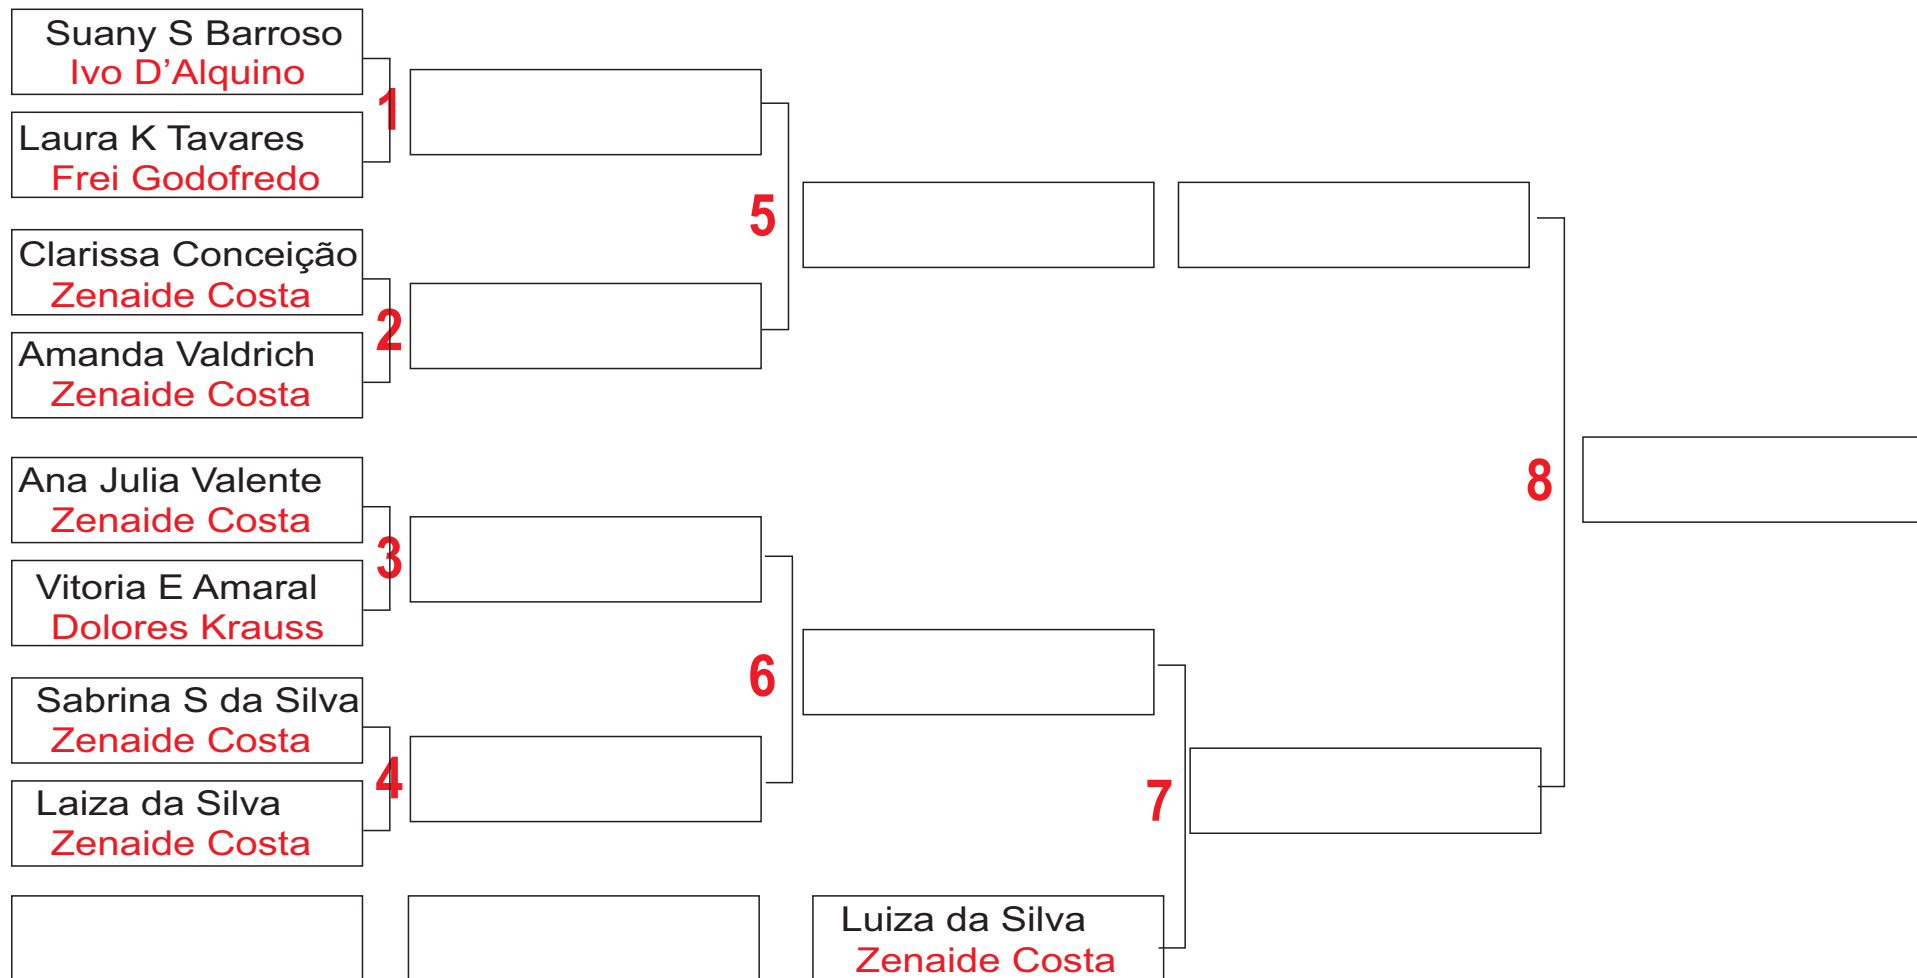 Suany S Barroso
Ivo D’Alquino
1
Laura K Tavares
Frei Godofredo
5
Clarissa Conceição
Zenaide Costa
2
Amanda Valdrich
Zenaide Costa
Ana Julia Valente
Zenaide Costa
3
Vitoria E Amaral
Dolores Krauss
8
6
Sabrina S da Silva
Zenaide Costa
4
Laiza da Silva
Zenaide Costa
7
Luiza da Silva
Zenaide Costa